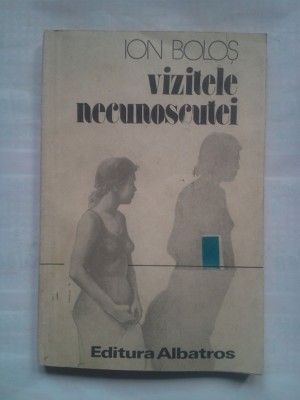 ION BOLOȘ
vizitele
necunoscutei
Editura Albatros